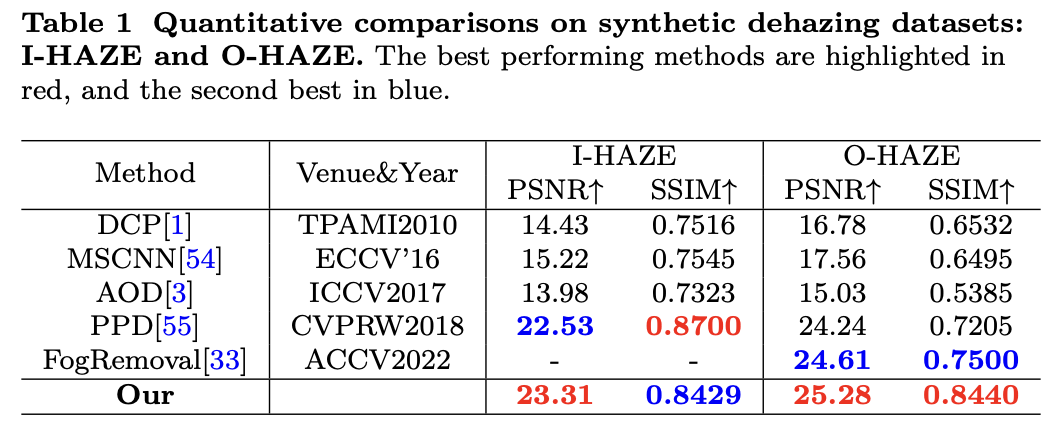 Table 1 Quantitative comparisons on synthetic dehazing datasets:
I-HAZE and O-HAZE. The best performing methods are highlighted in
red, and the second best in blue.
Method Venue&Year I-HAZE O-HAZE
PSNR↑ SSIM↑ PSNR↑ SSIM↑
DCP[1] TPAMI2010 14.43 0.7516 16.78 0.6532
MSCNN[54] ECCV'16 15.22 0.7545 17.56 0.6495
AOD[3] ICCV2017 13.98 0.7323 15.03 0.5385
PPD[55] CVPRW2018 22.53 0.8700 24.24 0.7205
FogRemoval[33] ACCV2022 - - 24.61 0.7500
Our 23.31 0.8429 25.28 0.8440